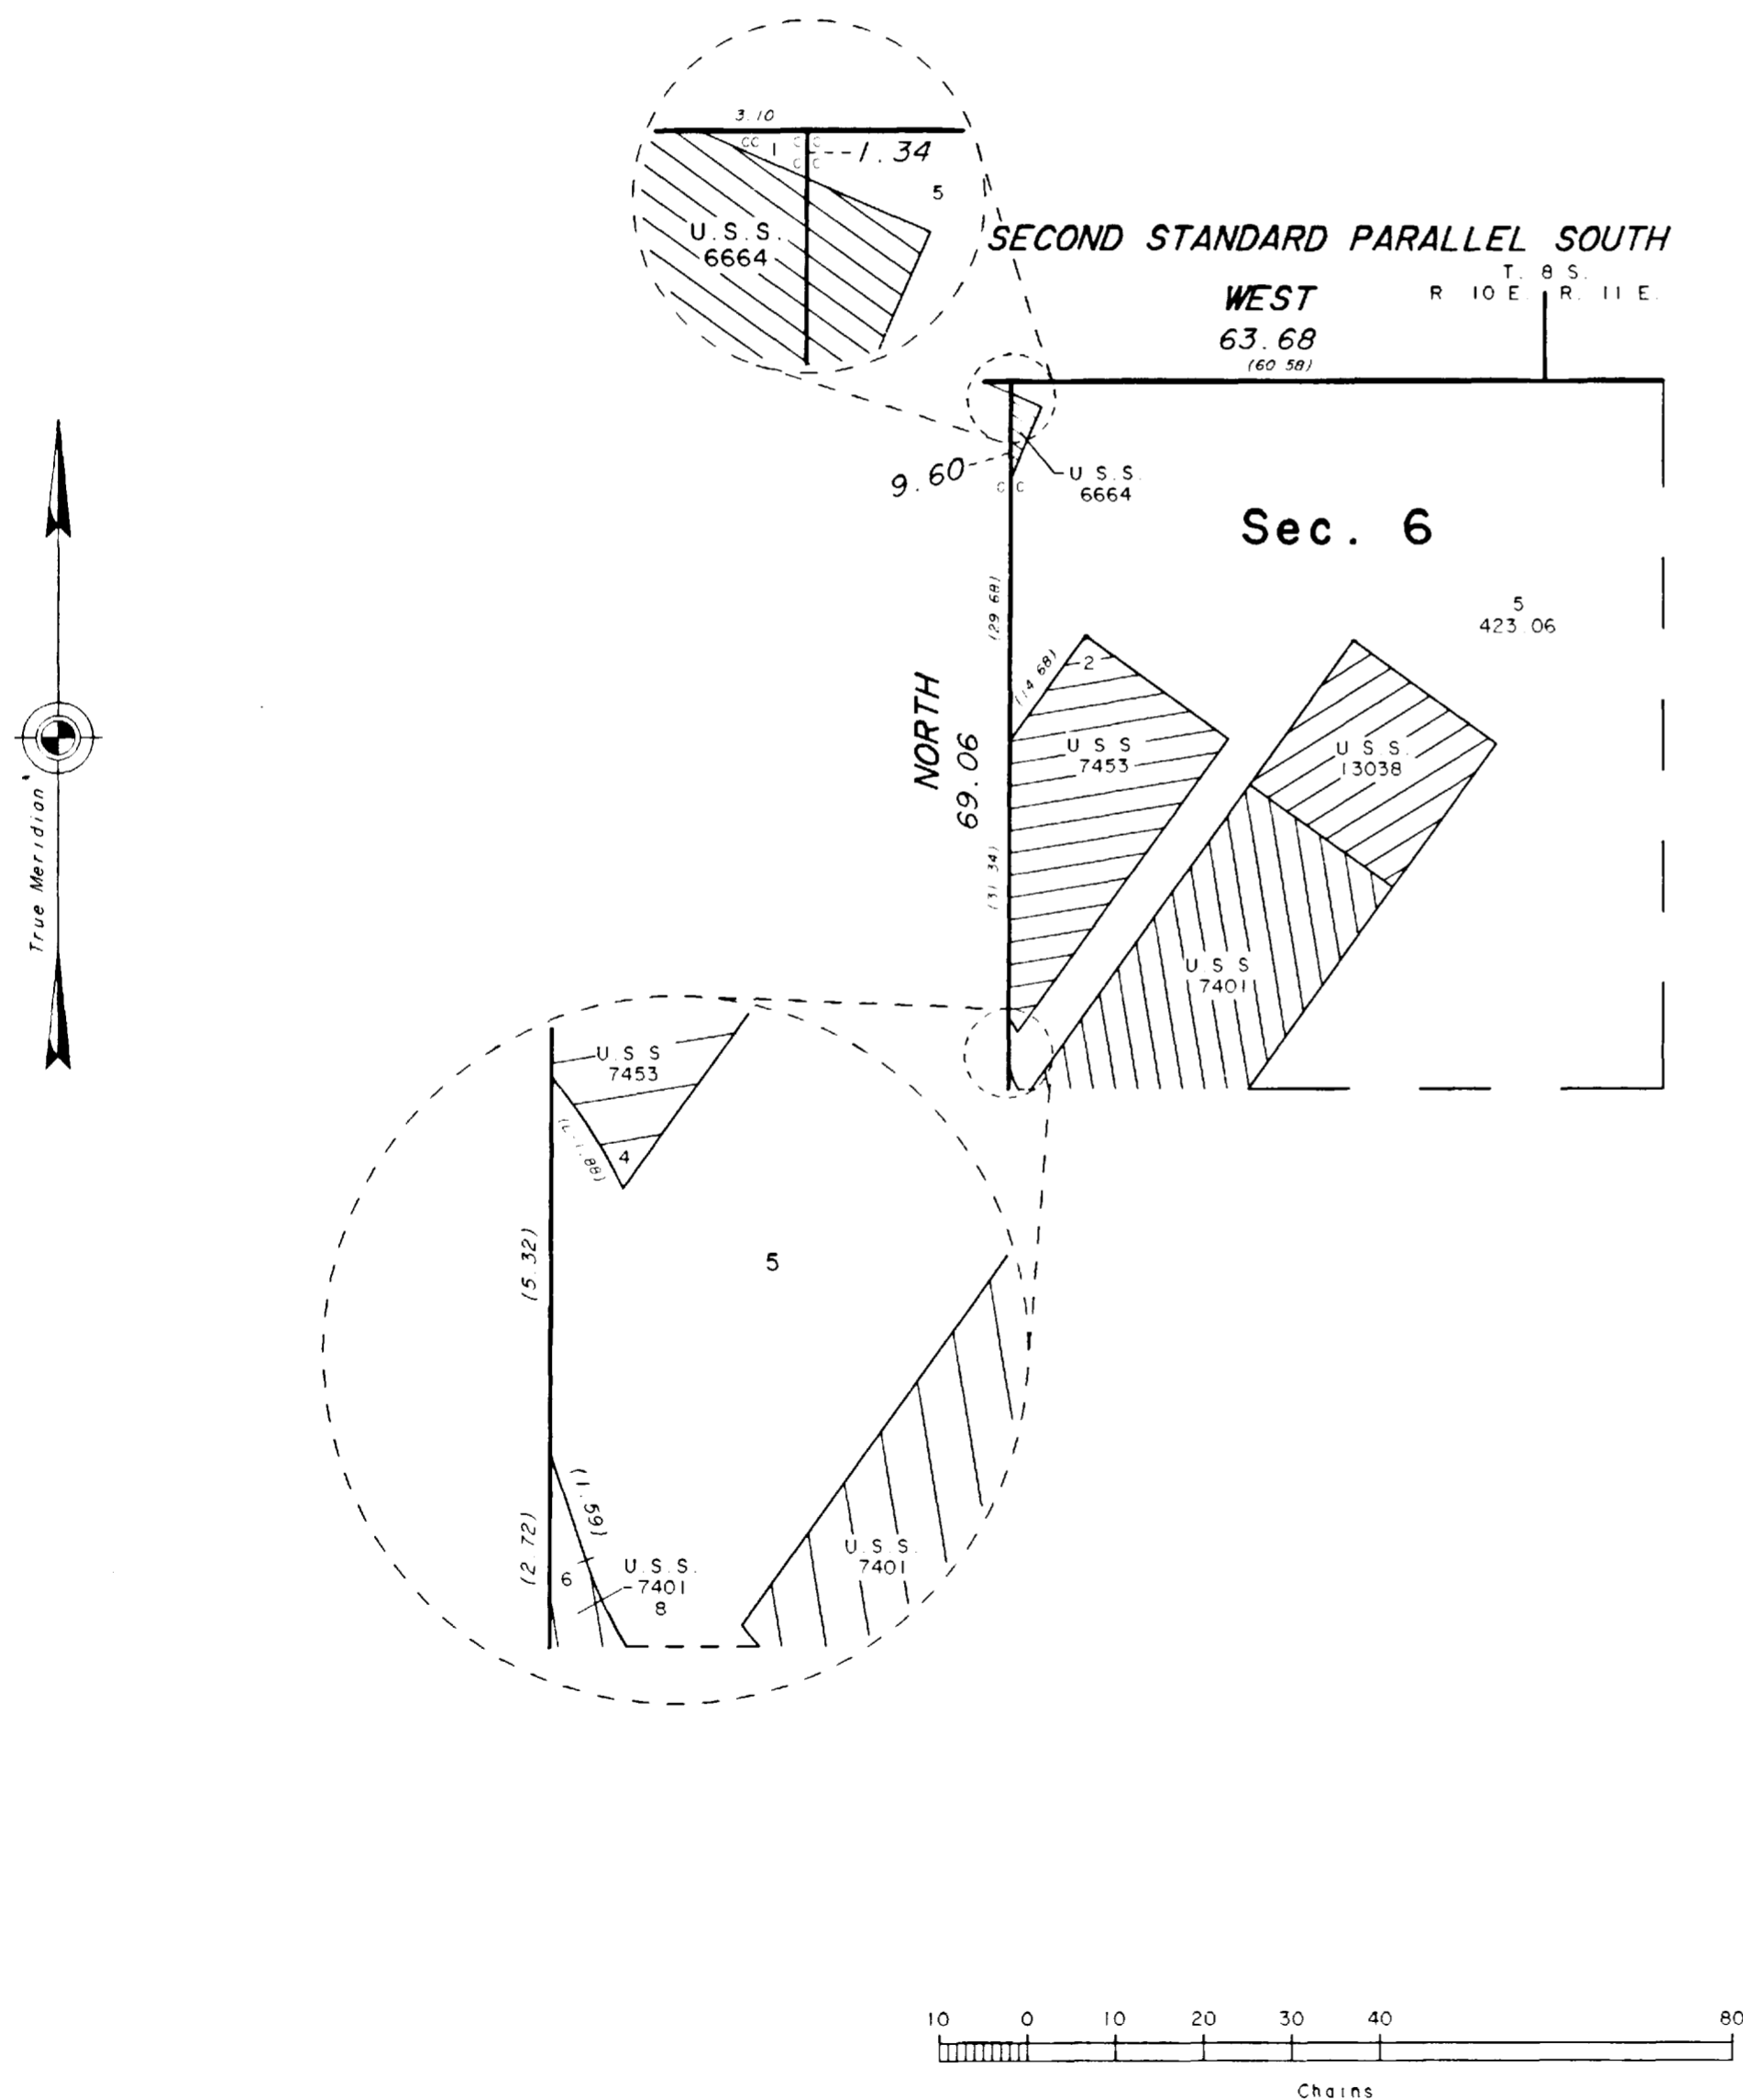 3.10
CC 1 C C
C C
1.34
5
U.S.S.
6664
SECOND STANDARD PARALLEL SOUTH
T. 8 S.
R 10 E. R. 11 E.
WEST
63.68
(60 58)
9.60
C C
U S.S.
6664
Sec. 6
5
423 06
(29 68)
(14 68)
2
NORTH
69.06
U S S
7453
U S.S.
13038
(31 34)
U S S
7401
True Meridian
U S S
7453
4
(5.32)
5
(1.59)
(2 72)
6
U.S.S.
7401
8
U.S.S.
7401
10 0 10 20 30 40 80
Chains